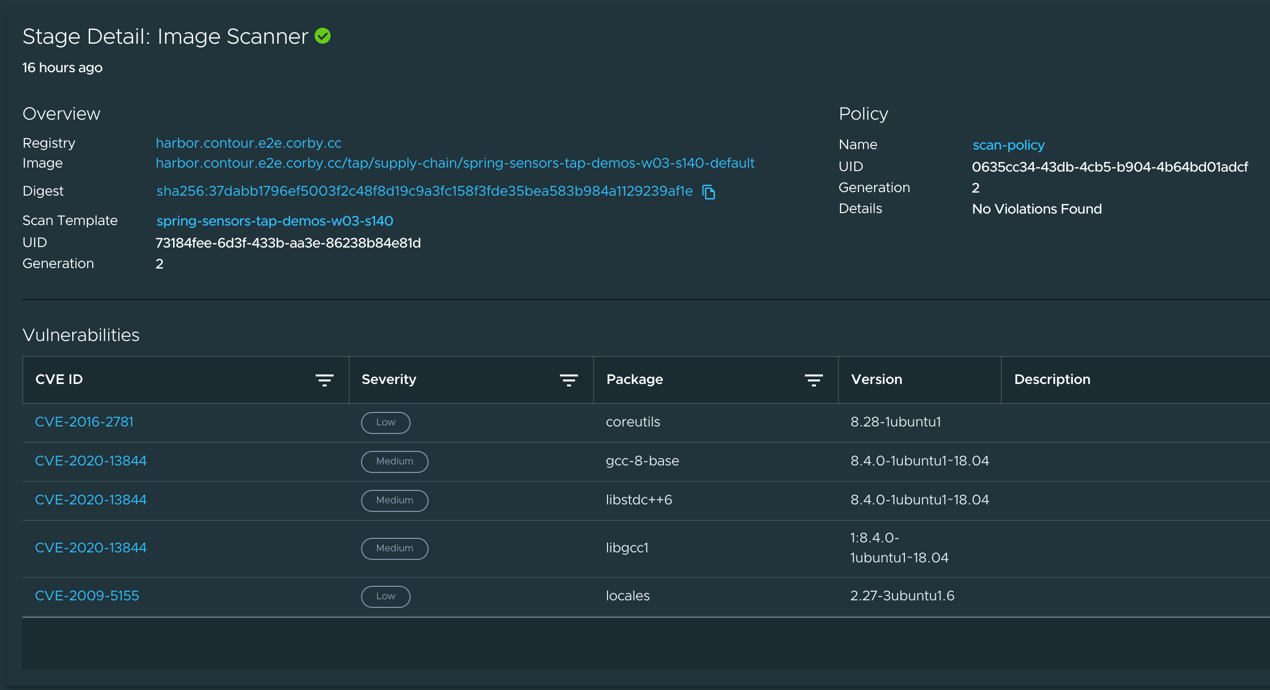 Stage Detail: Image Scanner
16 hours ago
Overview
Registry harbor.contour.e2e.corby.cc
Image harbor.contour.e2e.corby.cc/tap/supply-chain/spring-sensors-tap-demos-w03-s140-default
Digest sha256:37dabb1796ef5003f2c48f8d19c9a3fc158f3fde35bea583b984a1129239af1e
Scan Template spring-sensors-tap-demos-w03-s140
UID 73184fee-6d3f-433b-aa3e-86238b84e81d
Generation 2
Policy
Name scan-policy
UID 0635cc34-43db-4cb5-b904-4b64bd01adcf
Generation 2
Details No Violations Found
Vulnerabilities
CVE ID Severity Package Version Description
CVE-2016-2781 Low coreutils 8.28-1ubuntu1
CVE-2020-13844 Medium gcc-8-base 8.4.0-1ubuntu1~18.04
CVE-2020-13844 Medium libstdc++6 8.4.0-1ubuntu1~18.04
CVE-2020-13844 Medium libgcc1 1:8.4.0-
1ubuntu1~18.04
CVE-2009-5155 Low locales 2.27-3ubuntu1.6